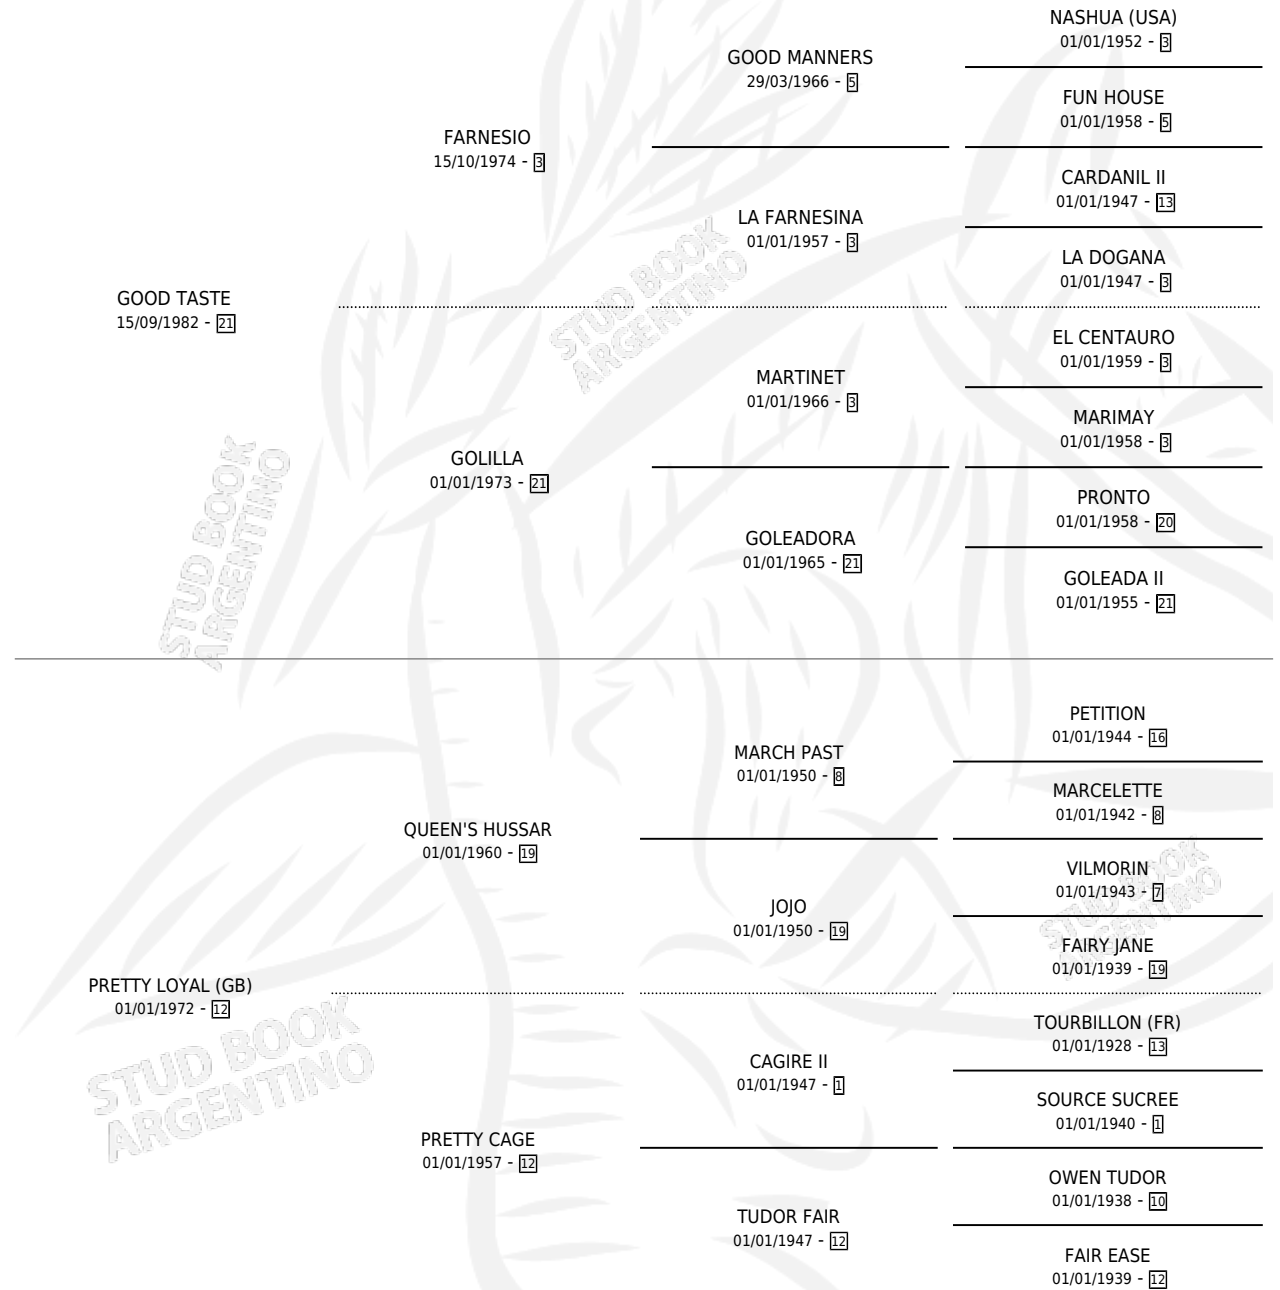 NASHUA (USA)
01/01/1952 - 3
GOOD MANNERS
29/03/1966 - 5
FUN HOUSE
01/01/1958 - 5
FARNESIO
15/10/1974 - 3
CARDANIL II
01/01/1947 - 13
LA FARNESINA
01/01/1957 - 3
LA DOGANA
01/01/1947 - 3
GOOD TASTE
15/09/1982 - 21
STUD BOOK
ARGENTINO
EL CENTAURO
01/01/1959 - 3
MARTINET
01/01/1966 - 3
MARIMAY
01/01/1958 - 3
GOLILLA
01/01/1973 - 21
PRONTO
01/01/1958 - 20
GOLEADORA
01/01/1965 - 21
GOLEADA II
01/01/1955 - 21
STUD BOOK
ARGENTINO
PETITION
01/01/1944 - 16
MARCH PAST
01/01/1950 - 8
MARCELETTE
01/01/1942 - 8
QUEEN'S HUSSAR
01/01/1960 - 19
VILMORIN
01/01/1943 - 7
JOJO
01/01/1950 - 19
FAIRY JANE
01/01/1939 - 19
STUD BOOK
ARGENTINO
PRETTY LOYAL (GB)
01/01/1972 - 12
STUD BOOK
ARGENTINO
TOURBILLON (FR)
01/01/1928 - 13
CAGIRE II
01/01/1947 - 1
SOURCE SUCREE
01/01/1940 - 1
PRETTY CAGE
01/01/1957 - 12
OWEN TUDOR
01/01/1938 - 10
TUDOR FAIR
01/01/1947 - 12
FAIR EASE
01/01/1939 - 12